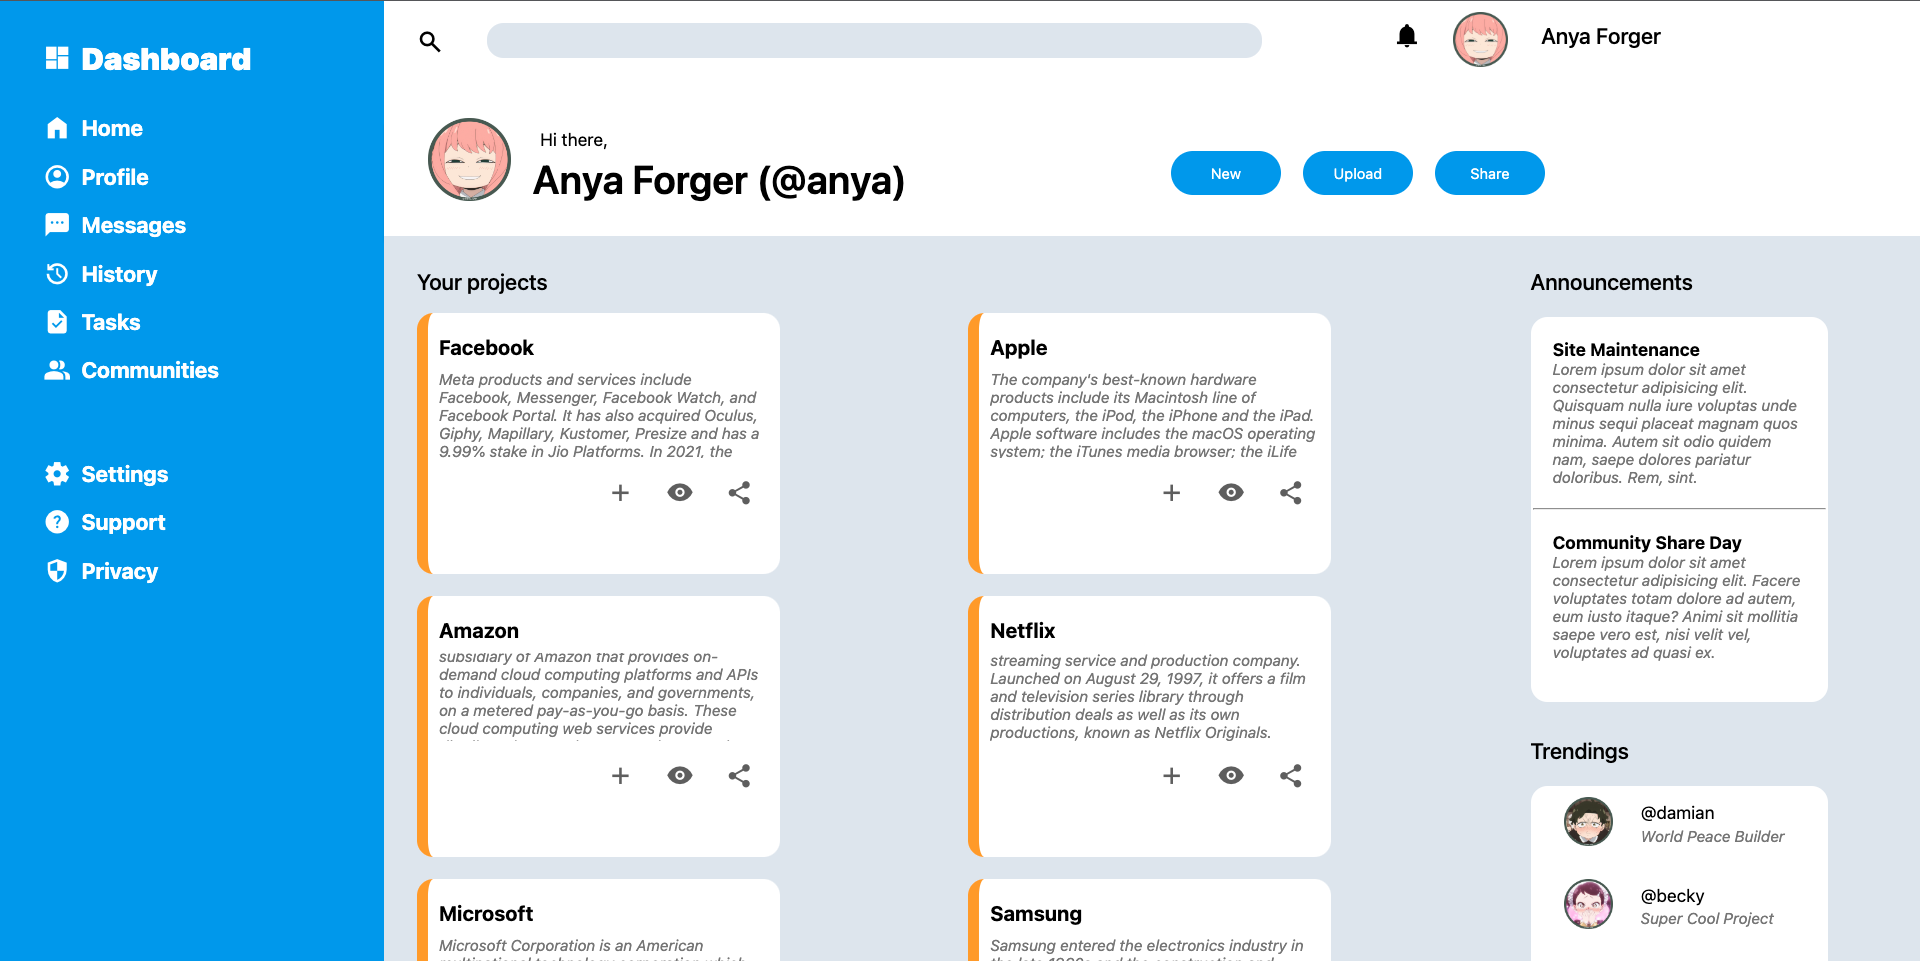 Dashboard
Home
Profile
Messages
History
Tasks
Communities
Settings
Support
Privacy
Anya Forger
Hi there,
Anya Forger (@anya)
New
Upload
Share
Your projects
Facebook
Meta products and services include
Facebook, Messenger, Facebook Watch, and
Facebook Portal. It has also acquired Oculus,
Giphy, Mapillary, Kustomer, Presize and has a
9.99% stake in Jio Platforms. In 2021, the
Apple
The company's best-known hardware
products include its Macintosh line of
computers, the iPod, the iPhone and the iPad.
Apple software includes the macOS operating
system; the iTunes media browser; the iLife
Amazon
subsidiary of Amazon that provides on-
demand cloud computing platforms and APIs
to individuals, companies, and governments,
on a metered pay-as-you-go basis. These
cloud computing web services provide
Netflix
streaming service and production company.
Launched on August 29, 1997, it offers a film
and television series library through
distribution deals as well as its own
productions, known as Netflix Originals.
Microsoft
Microsoft Corporation is an American
multinational technology corporation which
Samsung
Samsung entered the electronics industry in
the late 1960s and the construction and
Announcements
Site Maintenance
Lorem ipsum dolor sit amet
consectetur adipisicing elit.
Quisquam nulla iure voluptas unde
minus sequi placeat magnam quos
minima. Autem sit odio quidem
nam, saepe dolores pariatur
doloribus. Rem, sint.
Community Share Day
Lorem ipsum dolor sit amet
consectetur adipisicing elit. Facere
voluptates totam dolore ad autem,
eum iusto itaque? Animi sit mollitia
saepe vero est, nisi velit vel,
voluptates ad quasi ex.
Trendings
@damian
World Peace Builder
@becky
Super Cool Project